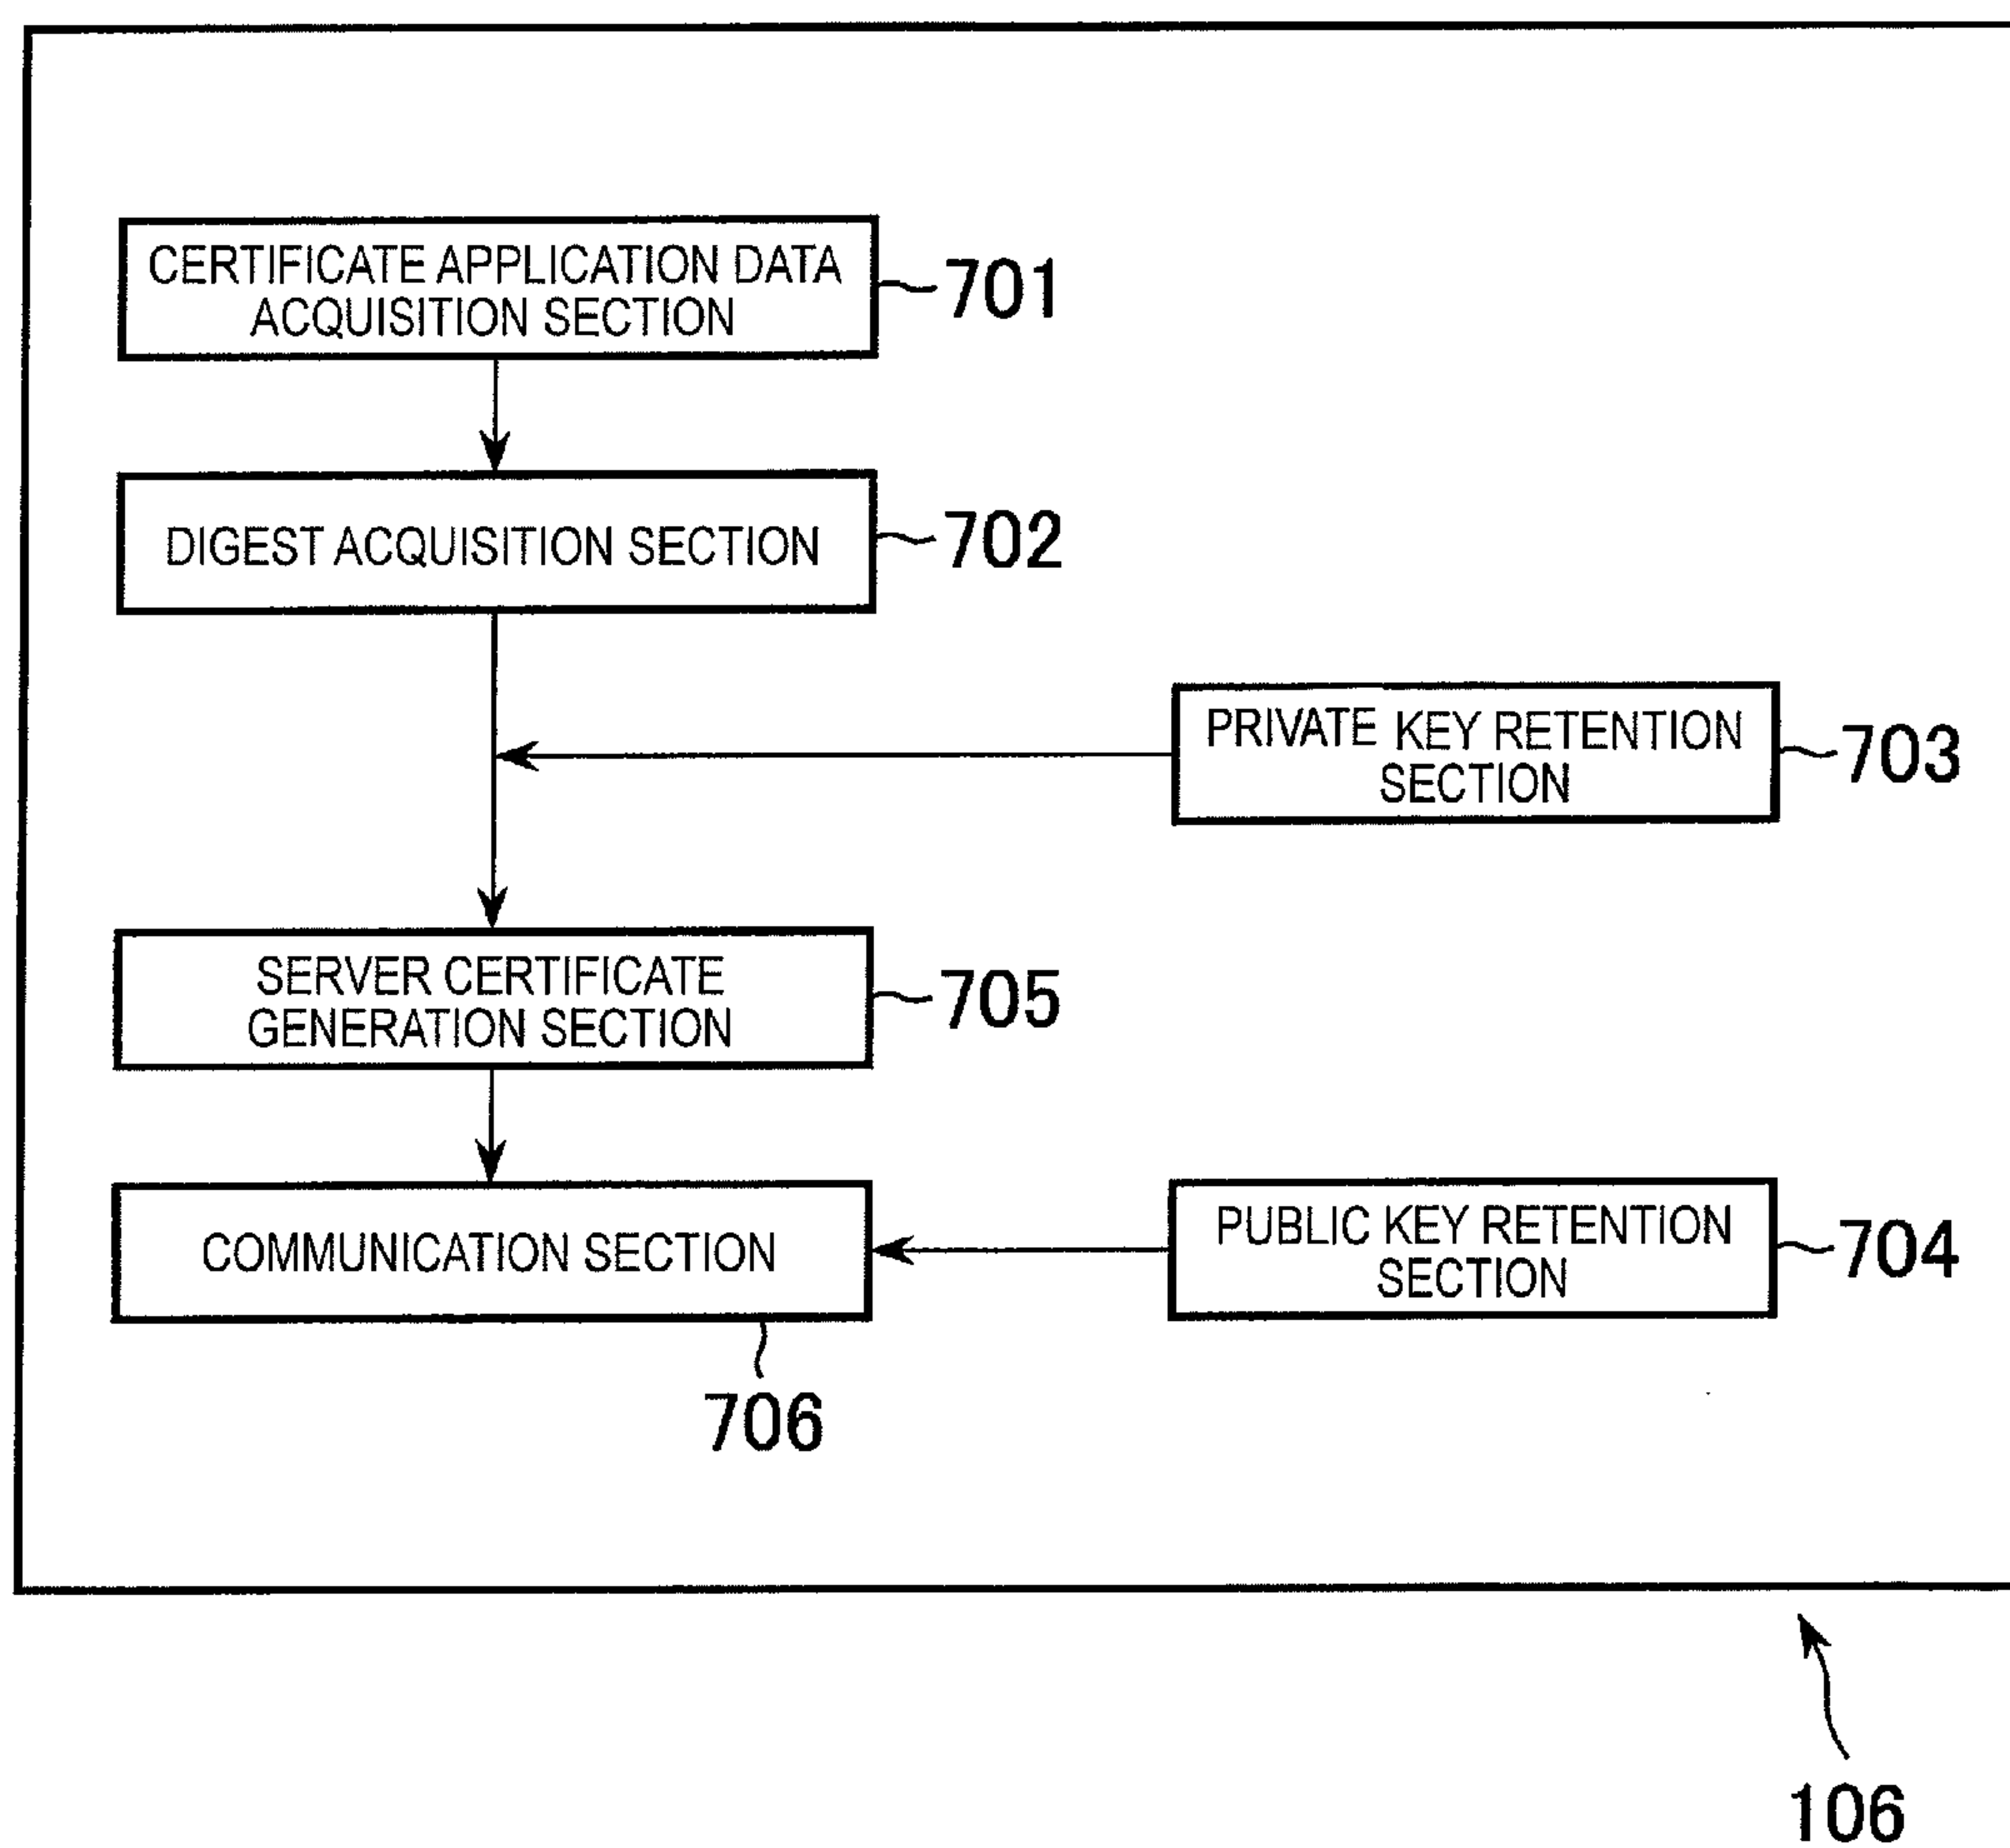 CERTIFICATE APPLICATION DATA
ACQUISITION SECTION
701
DIGEST ACQUISITION SECTION
702
PRIVATE KEY RETENTION
SECTION
703
SERVER CERTIFICATE
GENERATION SECTION
705
COMMUNICATION SECTION
706
PUBLIC KEY RETENTION
SECTION
704
106